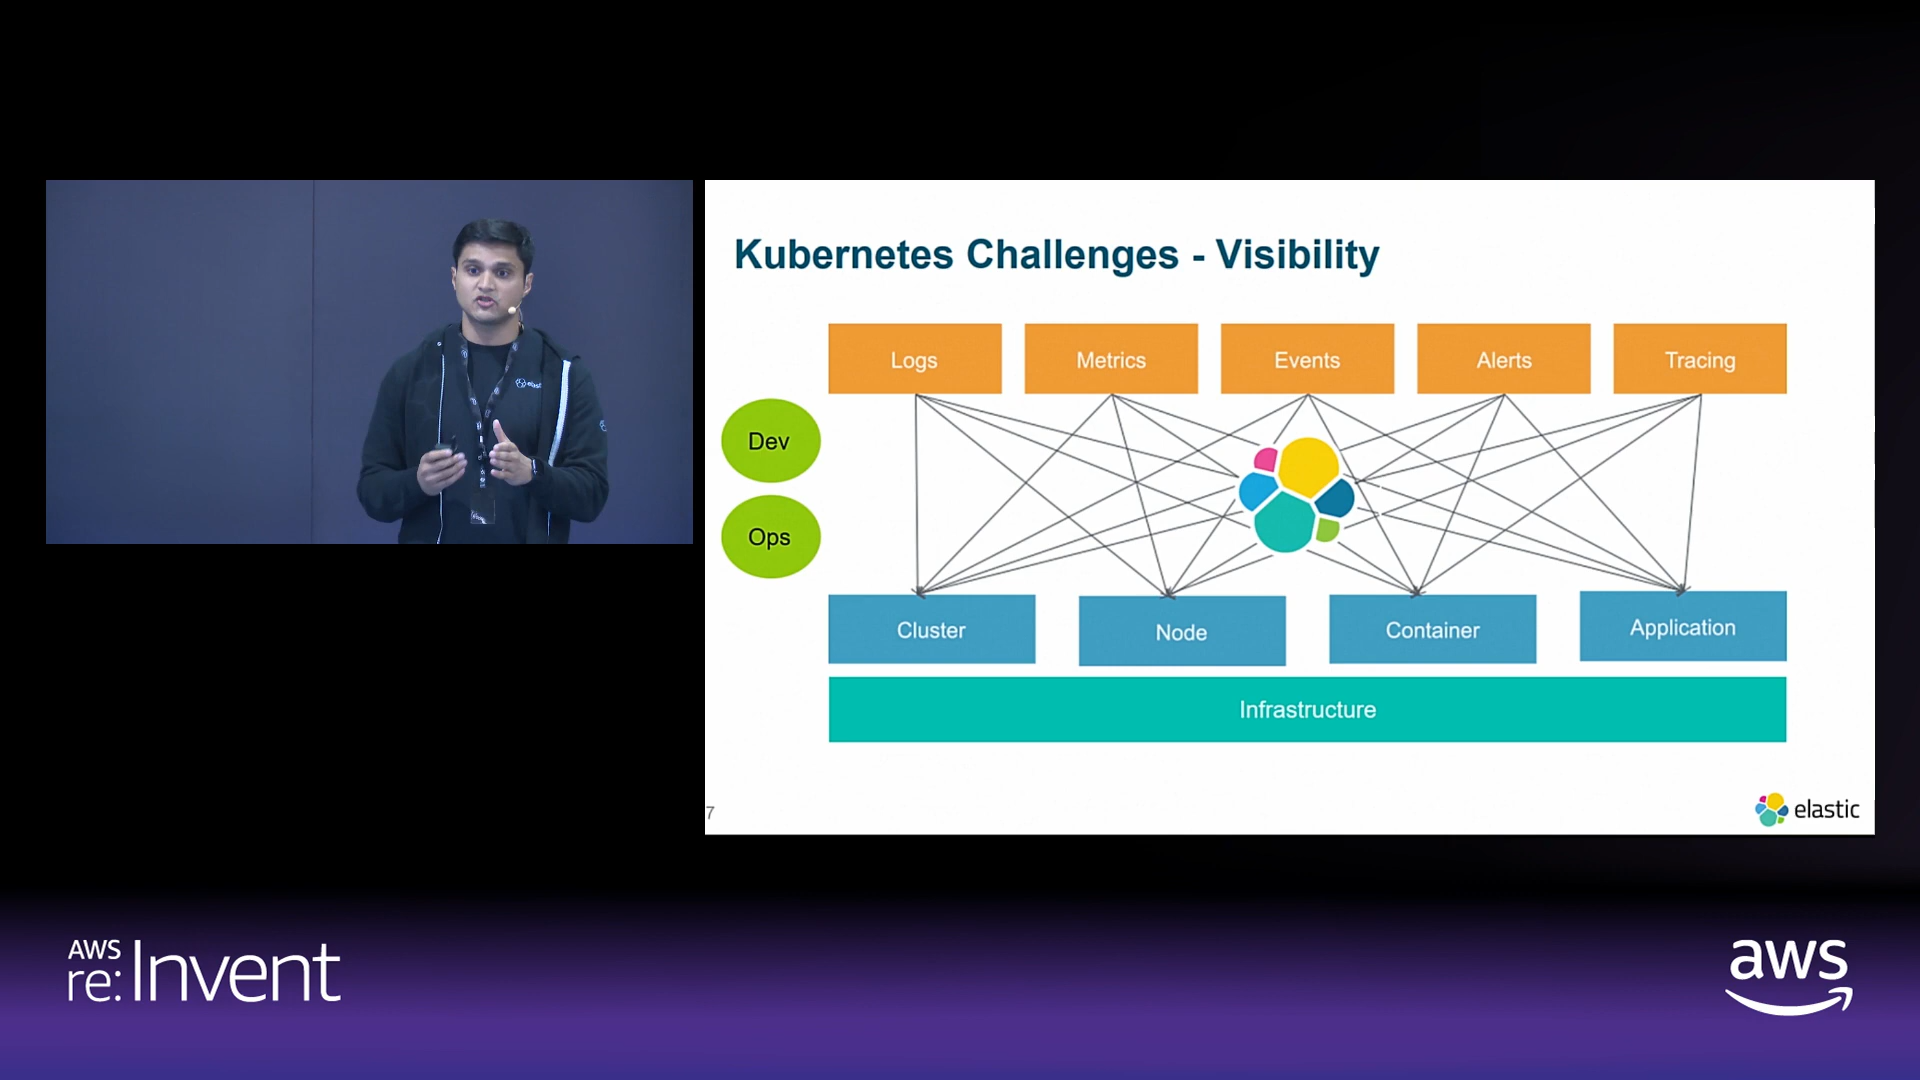 Kubernetes Challenges - Visibility
Logs
Metrics
Events
Alerts
Tracing
Dev
Ops
Cluster
Node
Container
Application
Infrastructure
7
elastic
AWS
re:Invent
aws